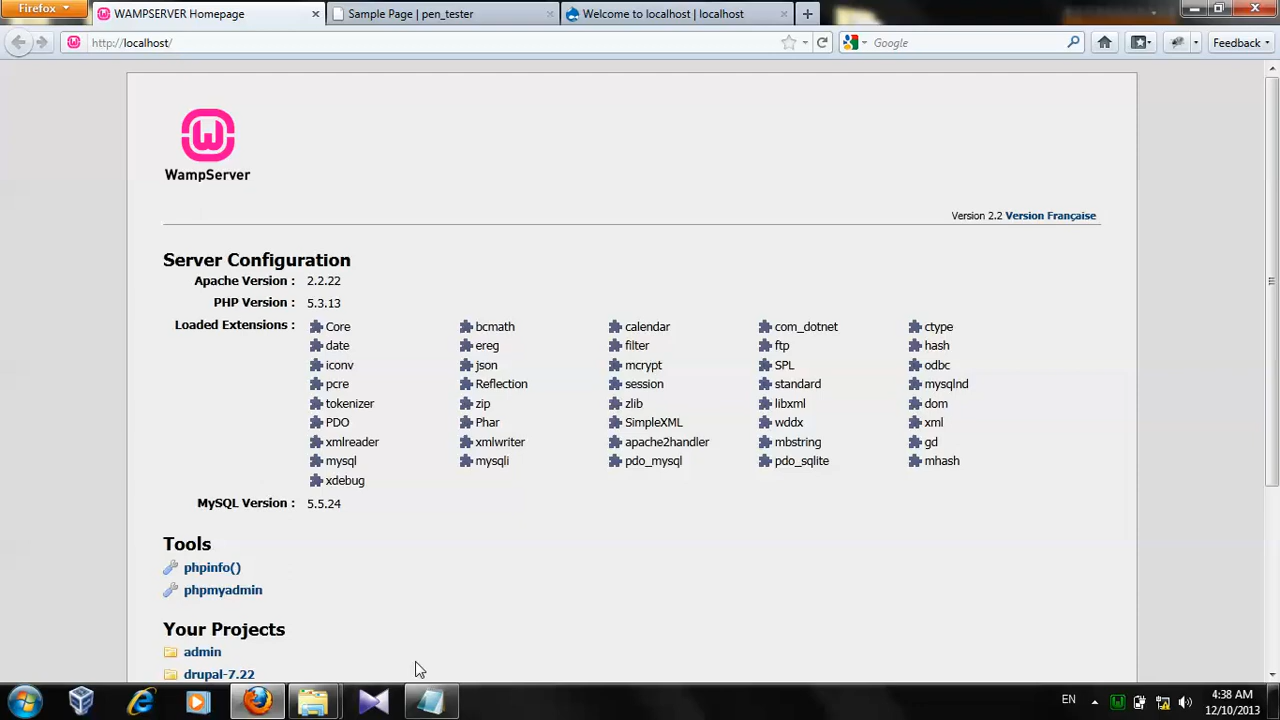 Firefox
WAMPSERVER Homepage
Sample Page | pen_tester
Welcome to localhost | localhost
http://localhost/
Google
Feedback
WampServer
Version 2.2 Version Française
Server Configuration
Apache Version : 2.2.22
PHP Version : 5.3.13
Loaded Extensions : Core bcmath calendar com_dotnet ctype
date ereg filter ftp hash
iconv json mcrypt SPL odbc
pcre Reflection session standard mysqlnd
tokenizer zip zlib libxml dom
PDO Phar SimpleXML wddx xml
xmlreader xmlwriter apache2handler mbstring gd
mysql mysqli pdo_mysql pdo_sqlite mhash
xdebug
MySQL Version : 5.5.24
Tools
phpinfo()
phpmyadmin
Your Projects
admin
drupal-7.22
EN
4:38 AM
12/10/2013